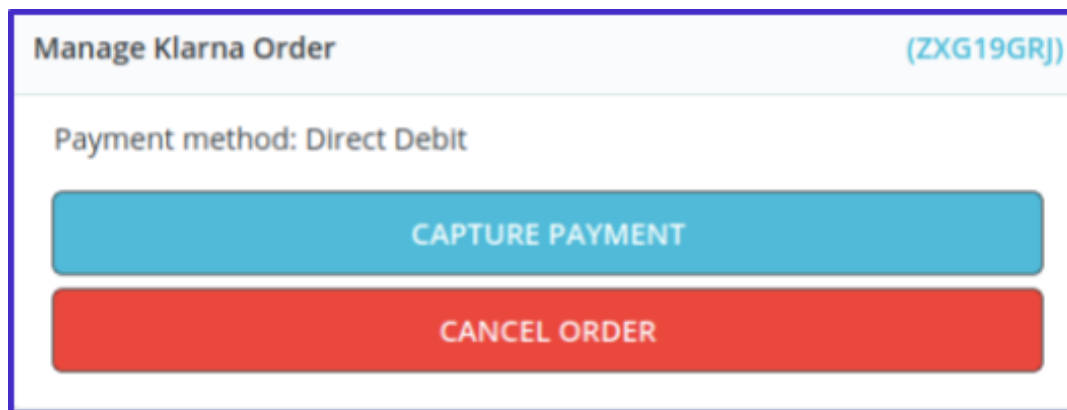 Manage Klarna Order (ZXG19GRJ)
Payment method: Direct Debit
CAPTURE PAYMENT
CANCEL ORDER